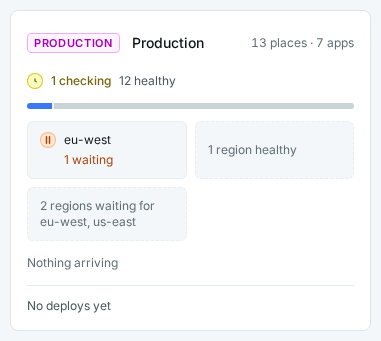 PRODUCTION Production 13 places · 7 apps
1 checking 12 healthy
eu-west
1 waiting
1 region healthy
2 regions waiting for
eu-west, us-east
Nothing arriving
No deploys yet